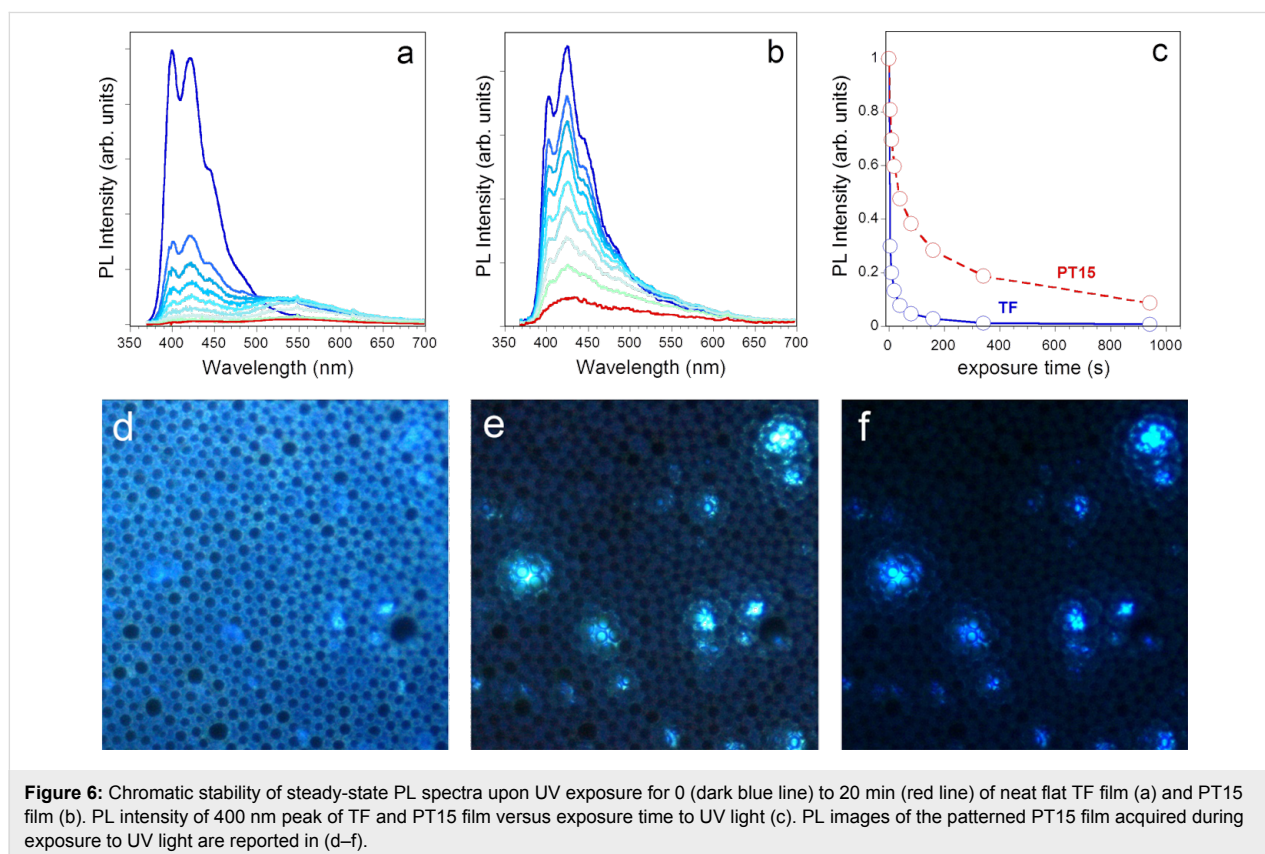 a
PL Intensity (arb. units)
350 400 450 500 550 600 650 700
Wavelength (nm)
b
PL Intensity (arb. units)
350 400 450 500 550 600 650 700
Wavelength (nm)
c
PL Intensity (arb. units)
1
0.8
0.6
0.4
0.2
0
PT15
TF
0 200 400 600 800 1000
exposure time (s)
d
e
f
Figure 6: Chromatic stability of steady-state PL spectra upon UV exposure for 0 (dark blue line) to 20 min (red line) of neat flat TF film (a) and PT15
film (b). PL intensity of 400 nm peak of TF and PT15 film versus exposure time to UV light (c). PL images of the patterned PT15 film acquired during
exposure to UV light are reported in (d–f).